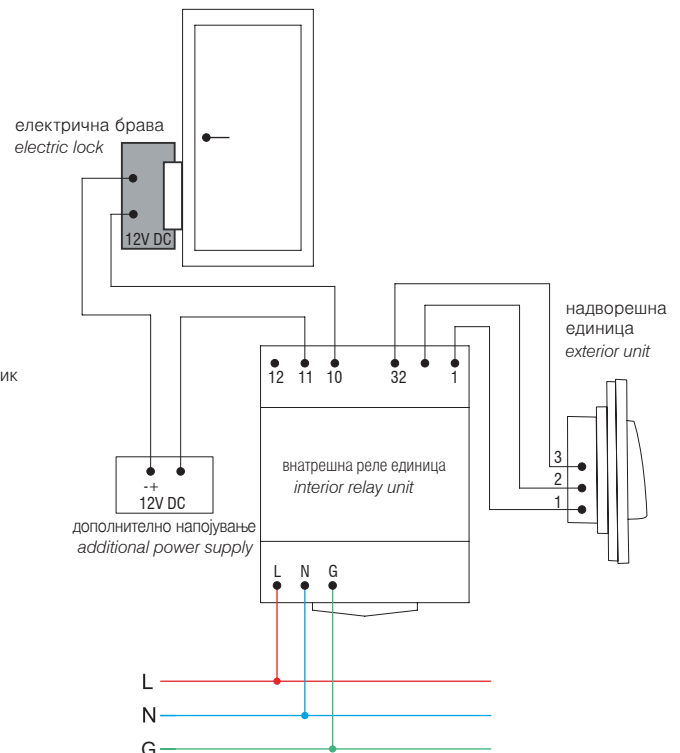 електрична брава
electric lock
12V DC
надворешна
единица
exterior unit
ик
12 11 10 32 1
внатрешна реле единица
interior relay unit
3
2
1
-+
12V DC
дополнително напојување
additional power supply
L N G
L
N
G